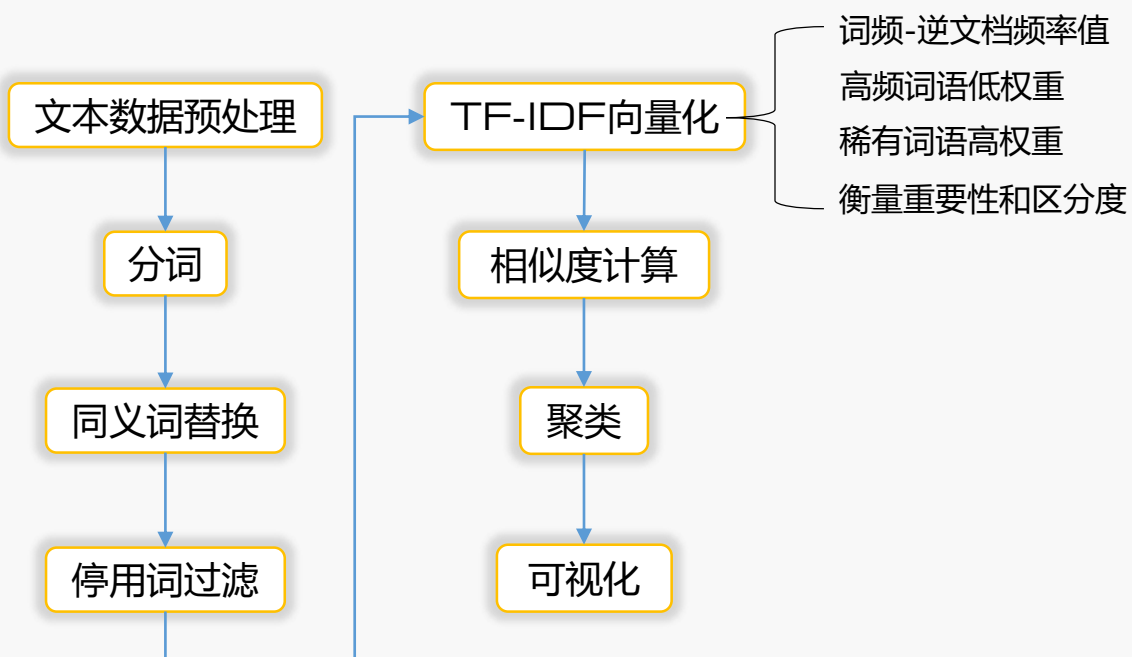 文本数据预处理
分词
同义词替换
停用词过滤
TF-IDF向量化
词频-逆文档频率值
高频词语低权重
稀有词语高权重
衡量重要性和区分度
相似度计算
聚类
可视化